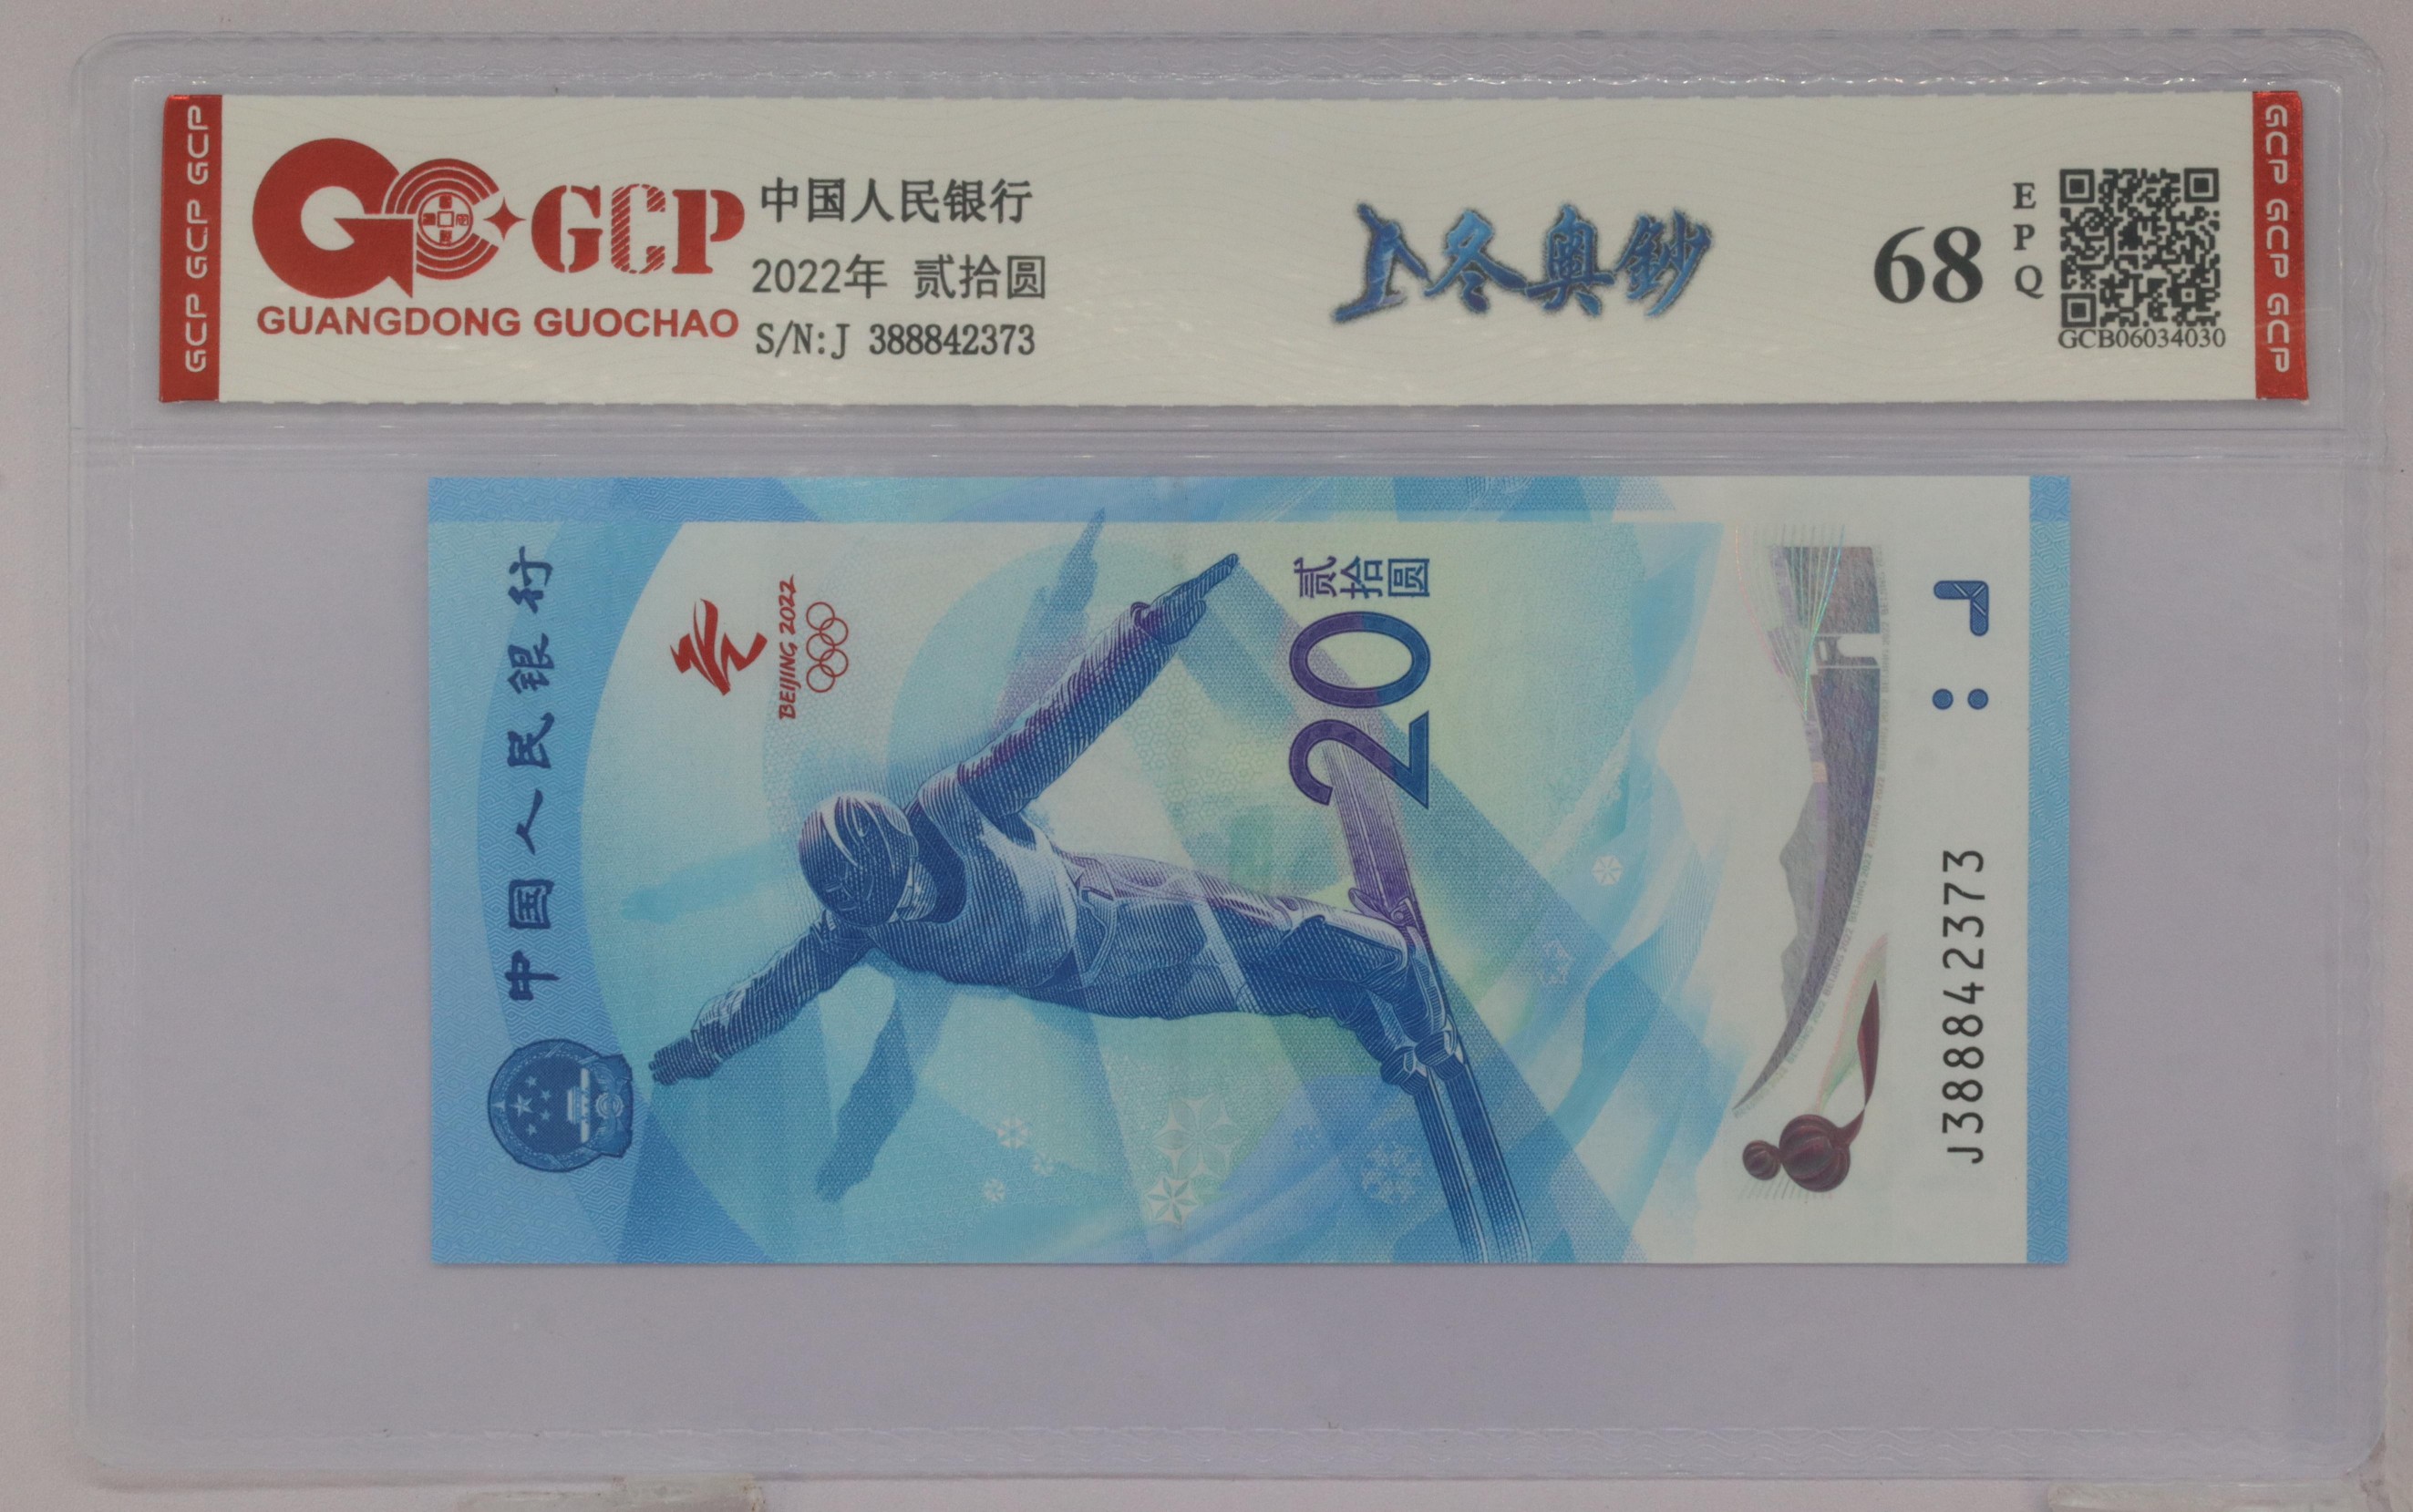 GCP GCP GCP
GCP
GUANGDONG GUOCHAO
中国人民银行
2022年 贰拾圆
S/N:J 388842373
冬奥鈔
68
EPQ
GCB06034030
GCP GCP GCP
中国人民银行
BEIJING 2022
20
贰拾圆
J388842373